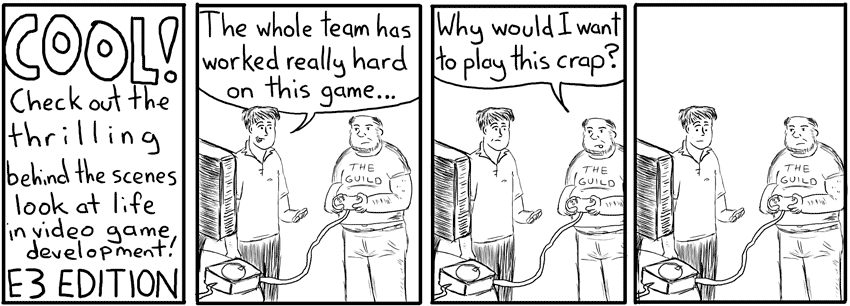 COOL!
Check out the
thrilling
behind the scenes
look at life
in video game
development!
E3 EDITION
The whole team has
worked really hard
on this game...
THE
GUILD
Why would I want
to play this crap?
THE
GUILD
THE
GUILD